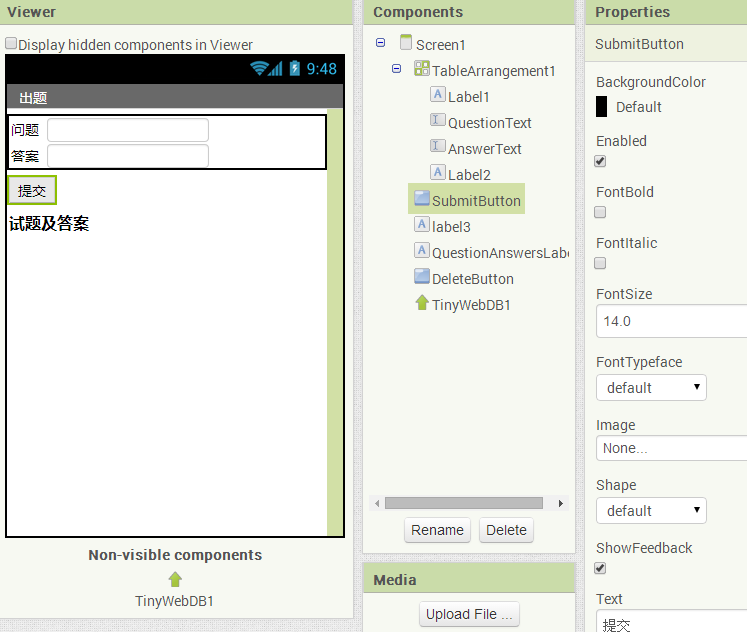 Viewer
Display hidden components in Viewer
9:48
出题
问题
答案
提交
试题及答案
Non-visible components
TinyWebDB1
Components
Screen1
TableArrangement1
A Label1
QuestionText
AnswerText
A Label2
SubmitButton
A label3
A QuestionAnswersLabe
DeleteButton
TinyWebDB1
Rename Delete
Media
Upload File ...
Properties
SubmitButton
BackgroundColor
Default
Enabled
FontBold
FontItalic
FontSize
14.0
FontTypeface
default
Image
None...
Shape
default
ShowFeedback
Text
提交